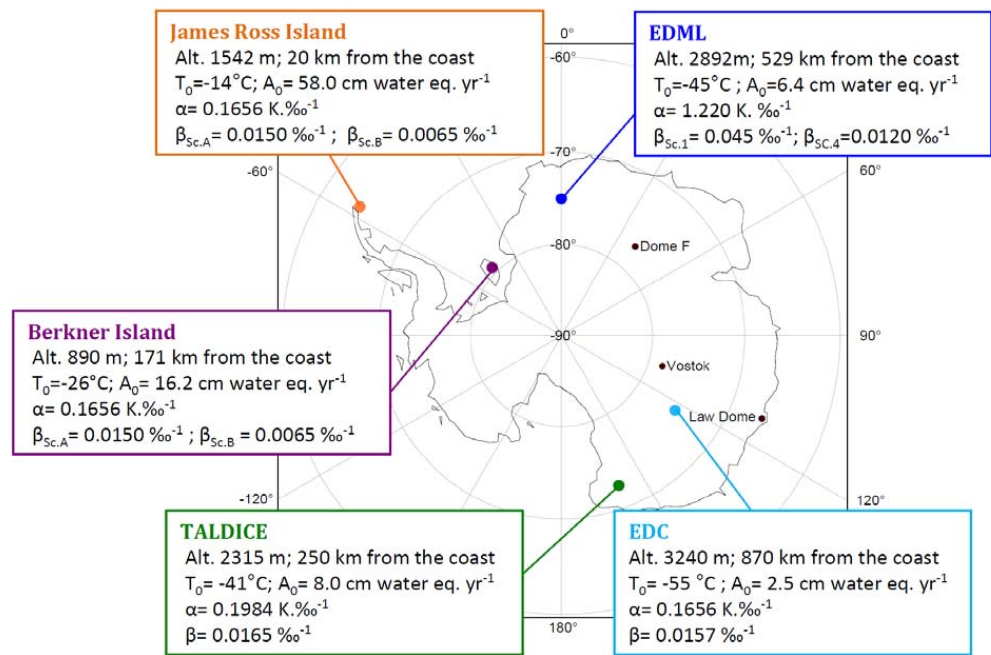 James Ross Island
Alt. 1542 m; 20 km from the coast
T₀=-14°C; A₀= 58.0 cm water eq. yr⁻¹
α= 0.1656 K.‰⁻¹
β_Sc.A = 0.0150 ‰⁻¹ ; β_Sc.B = 0.0065 ‰⁻¹
EDML
Alt. 2892m; 529 km from the coast
T₀=-45°C ; A₀=6.4 cm water eq. yr⁻¹
α= 1.220 K. ‰⁻¹
β_Sc.1 = 0.045 ‰⁻¹; β_Sc.4=0.0120 ‰⁻¹
0°
-60°
-70°
-60°
60°
-80°
Dome F
-90°
90°
Vostok
Law Dome
Berkner Island
Alt. 890 m; 171 km from the coast
T₀=-26°C; A₀= 16.2 cm water eq. yr⁻¹
α= 0.1656 K.‰⁻¹
β_Sc.A= 0.0150 ‰⁻¹ ; β_Sc.B = 0.0065 ‰⁻¹
-120°
120°
TALDICE
Alt. 2315 m; 250 km from the coast
T₀= -41°C; A₀= 8.0 cm water eq. yr⁻¹
α= 0.1984 K.‰⁻¹
β= 0.0165 ‰⁻¹
EDC
Alt. 3240 m; 870 km from the coast
T₀= -55 °C ; A₀= 2.5 cm water eq. yr⁻¹
α= 0.1656 K.‰⁻¹
β= 0.0157 ‰⁻¹
180°